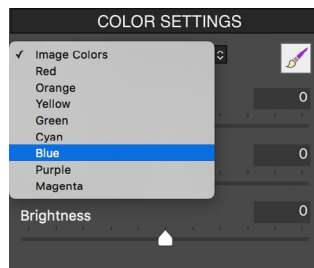 COLOR SETTINGS
✓ Image Colors
Red
Orange
Yellow
0
Green
Cyan
Blue
0
Purple
Magenta
Brightness
0